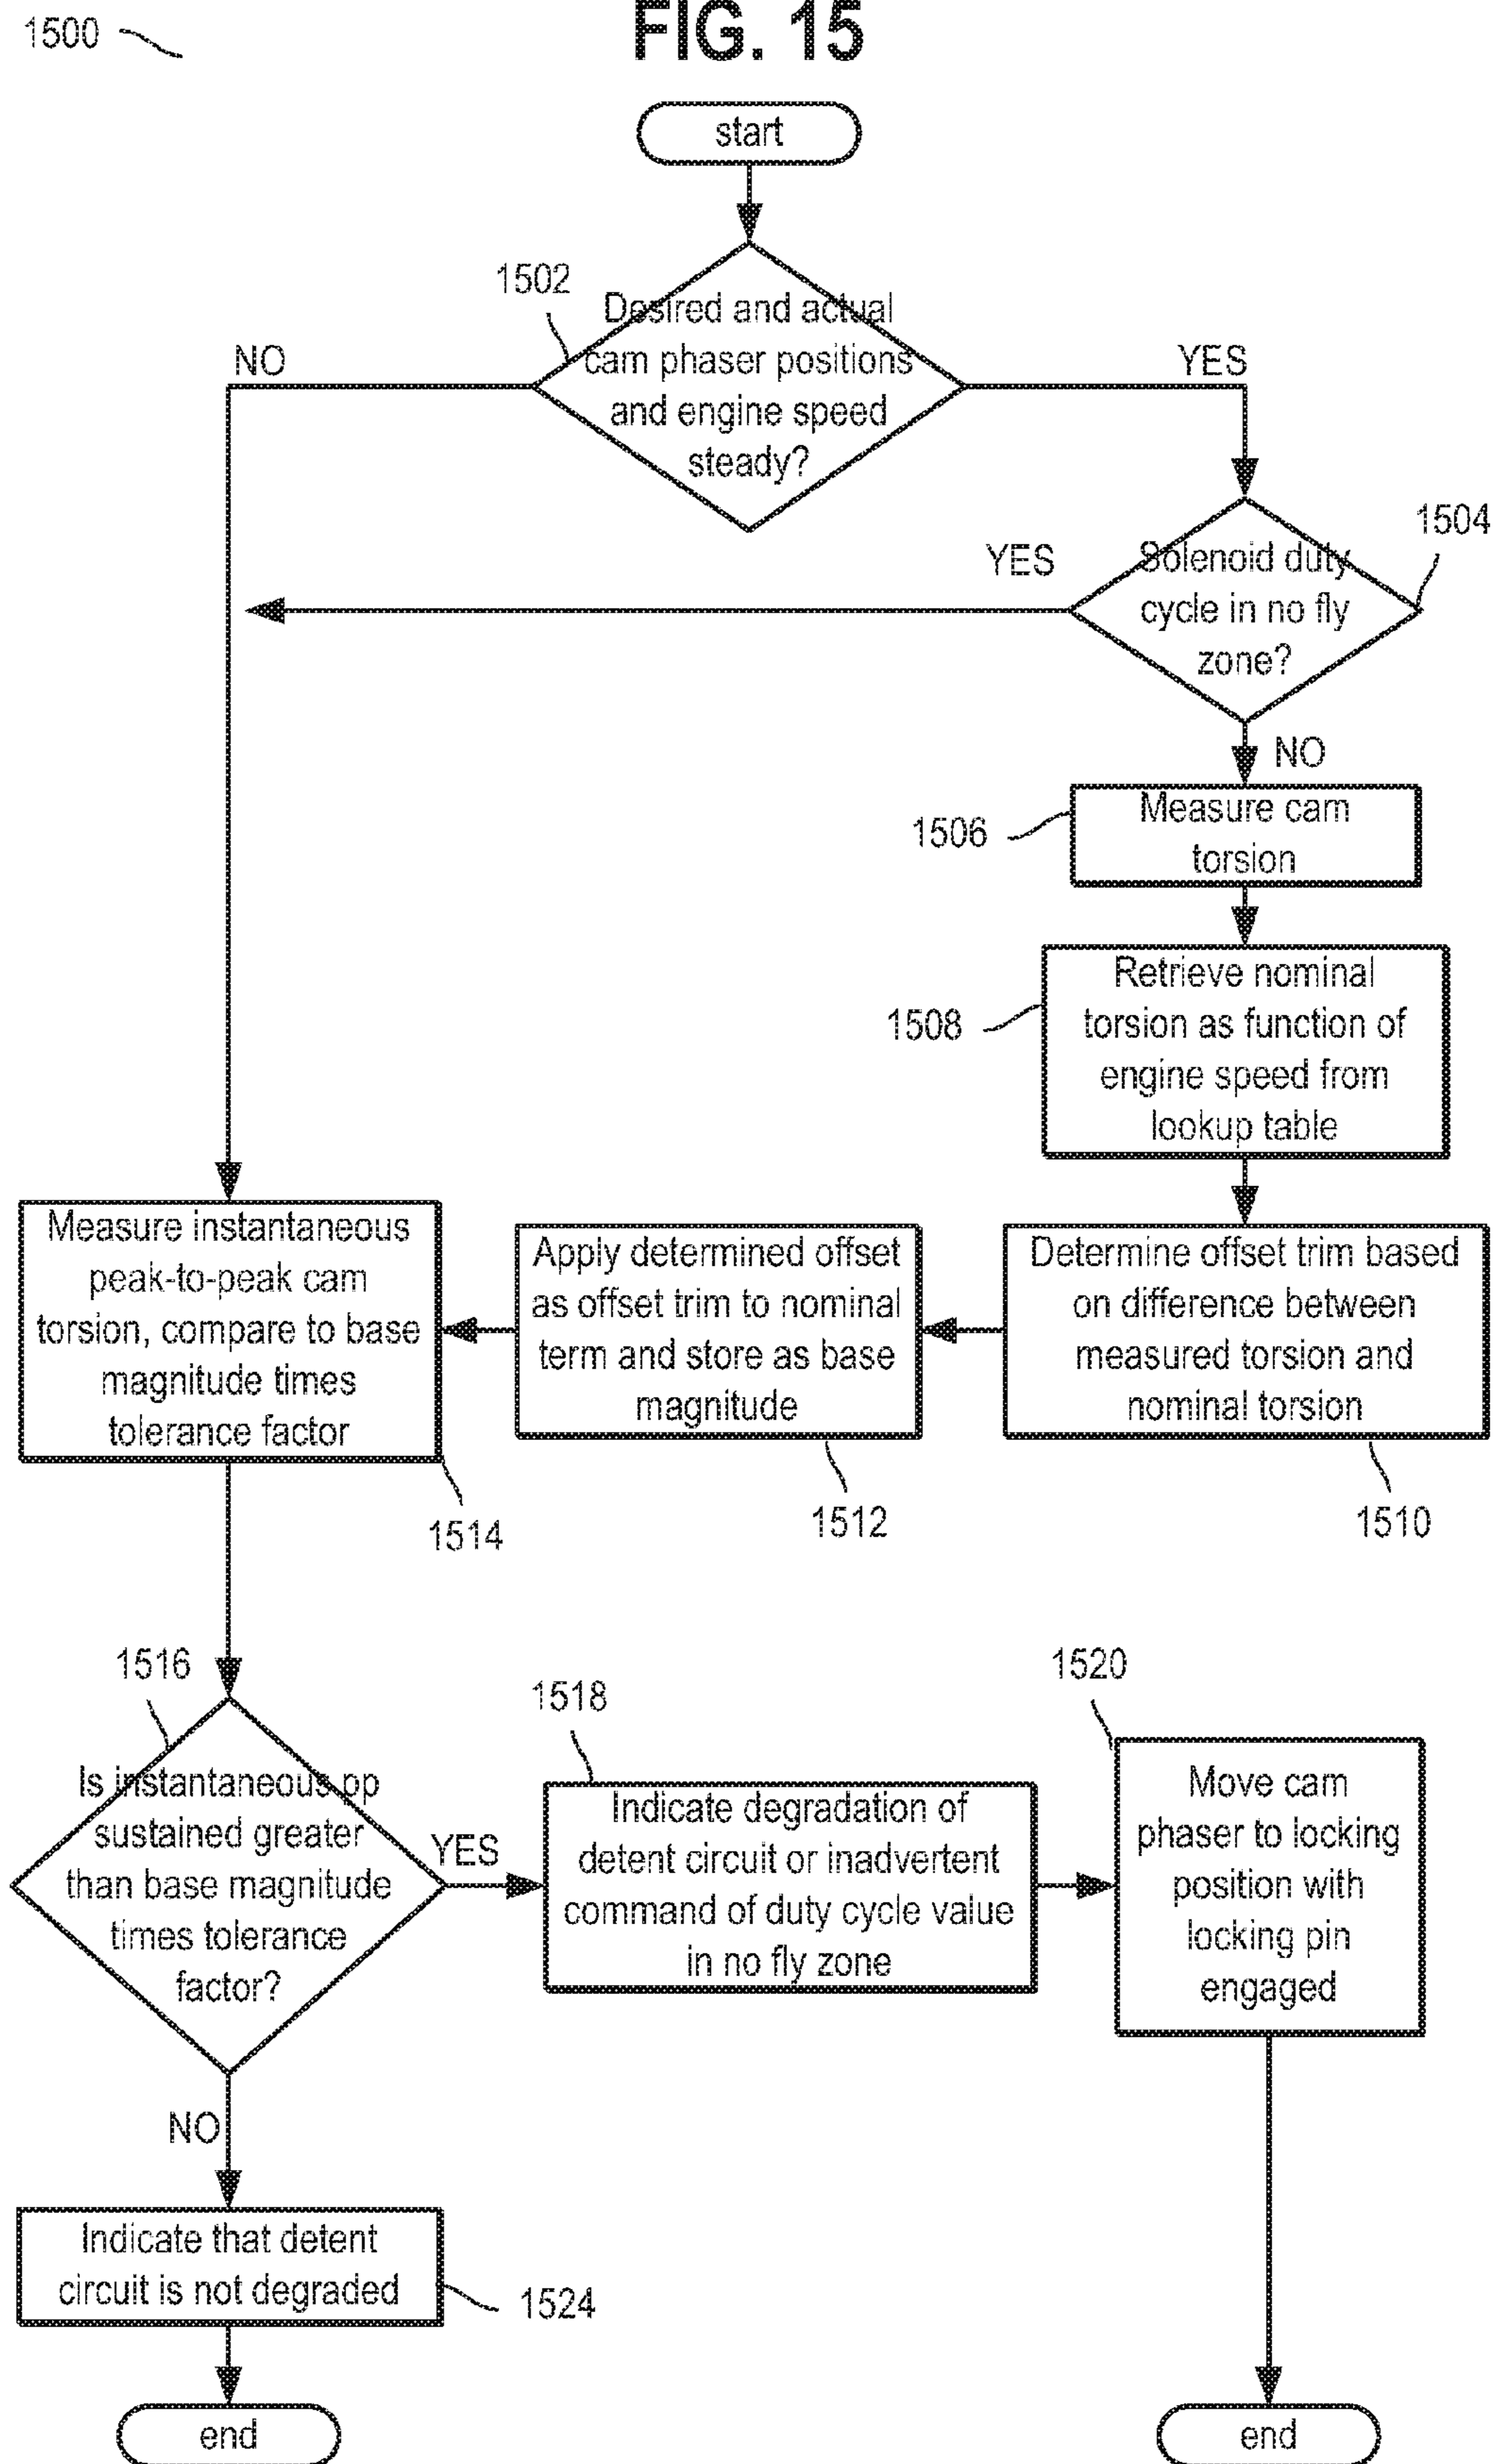 FIG. 15
1500
start
1502
Desired and actual
cam phaser positions
and engine speed
steady?
NO
YES
1504
Solenoid duty
cycle in no fly
zone?
YES
NO
1506
Measure cam
torsion
1508
Retrieve nominal
torsion as function of
engine speed from
lookup table
Measure instantaneous
peak-to-peak cam
torsion, compare to base
magnitude times
tolerance factor
1514
Apply determined offset
as offset trim to nominal
term and store as base
magnitude
1512
Determine offset trim based
on difference between
measured torsion and
nominal torsion
1510
1516
Is instantaneous pp
sustained greater
than base magnitude
times tolerance
factor?
YES
1518
Indicate degradation of
detent circuit or inadvertent
command of duty cycle value
in no fly zone
1520
Move cam
phaser to locking
position with
locking pin
engaged
NO
Indicate that detent
circuit is not degraded
1524
end
end